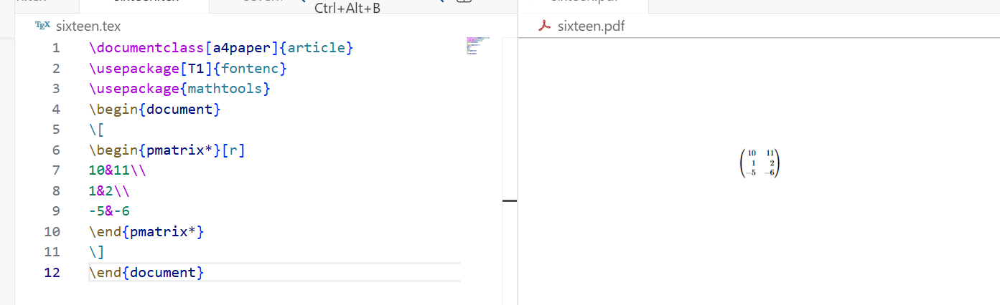 Ctrl+Alt+B
sixteen.tex
1 \documentclass[a4paper]{article}
2 \usepackage[T1]{fontenc}
3 \usepackage{mathtools}
4 \begin{document}
5 \[
6 \begin{pmatrix*}[r]
7 10&11\\
8 1&2\\
9 -5&-6
10 \end{pmatrix*}
11 \]
12 \end{document}
sixteen.pdf
10 11
1 2
-5 -6